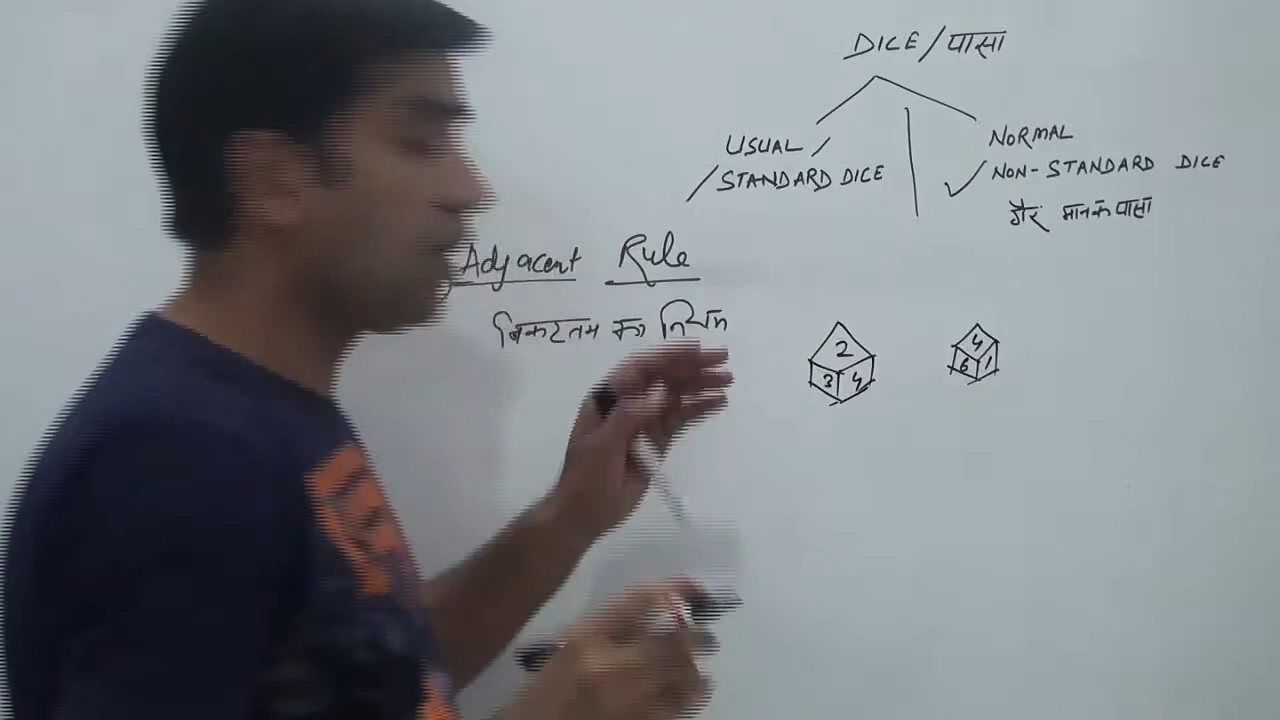 DICE/पासा
USUAL /
/STANDARD DICE
NORMAL
NON-STANDARD DICE
गैर मानक पासा
Adjacent Rule
निकटतम का नियम
2
3 4
4
6 1